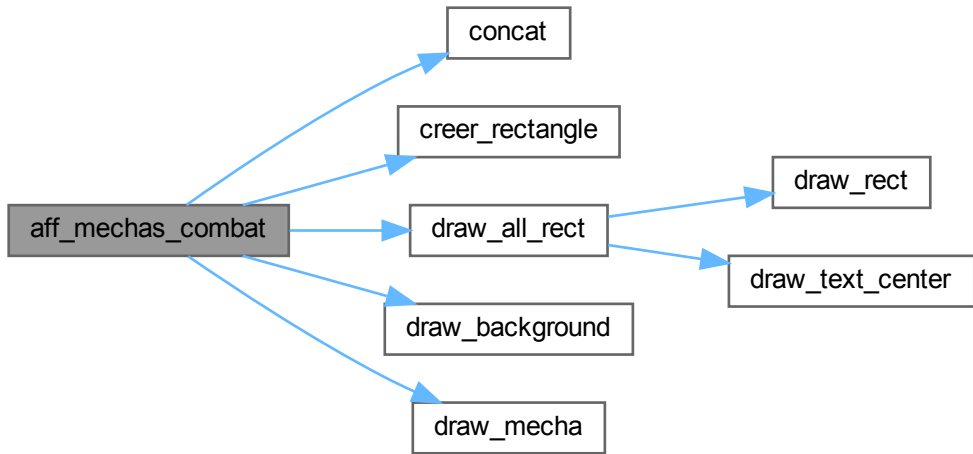 concat
creer_rectangle
draw_rect
aff_mechas_combat
draw_all_rect
draw_text_center
draw_background
draw_mecha